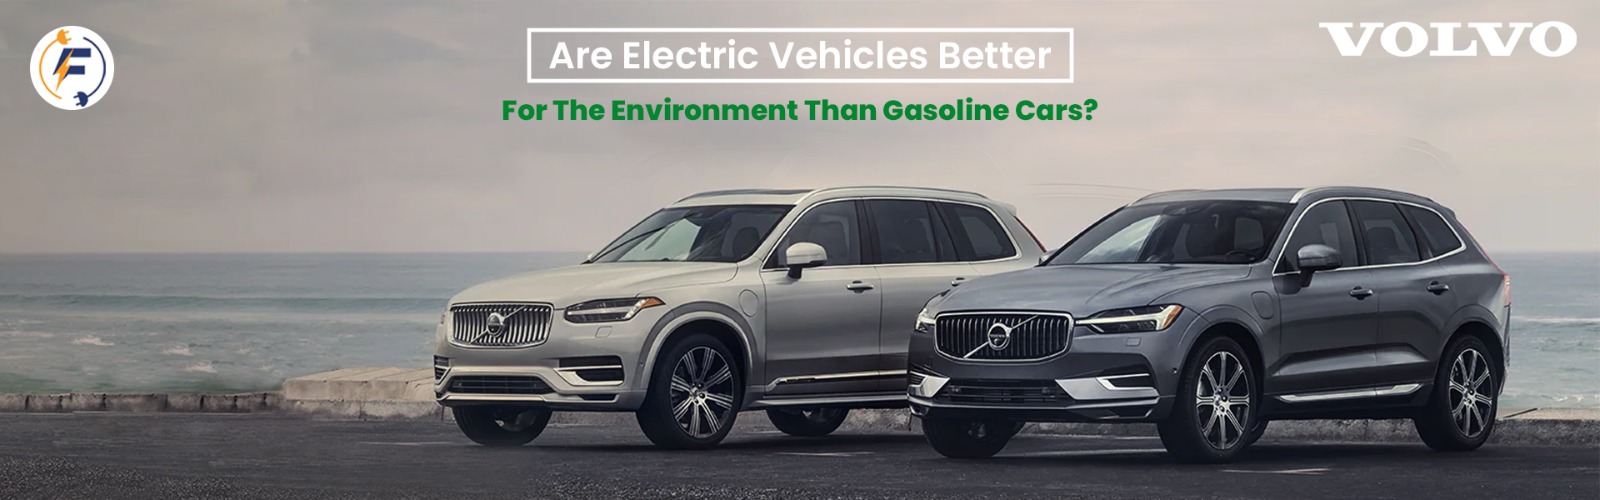 F
Are Electric Vehicles Better
VOLVO
For The Environment Than Gasoline Cars?